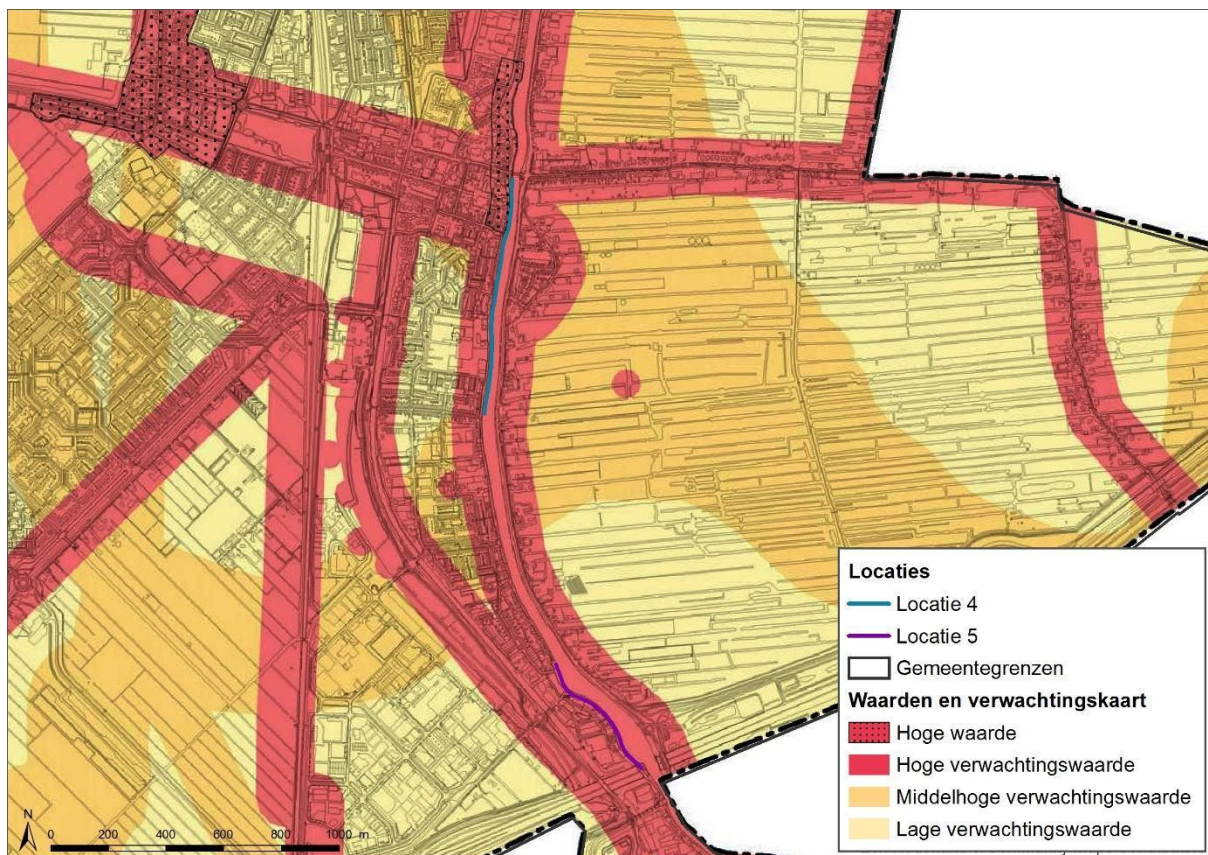 Locaties
Locatie 4
Locatie 5
Gemeentegrenzen
Waarden en verwachtingskaart
Hoge waarde
Hoge verwachtingswaarde
Middelhoge verwachtingswaarde
Lage verwachtingswaarde
N
0 200 400 600 800 1000 m